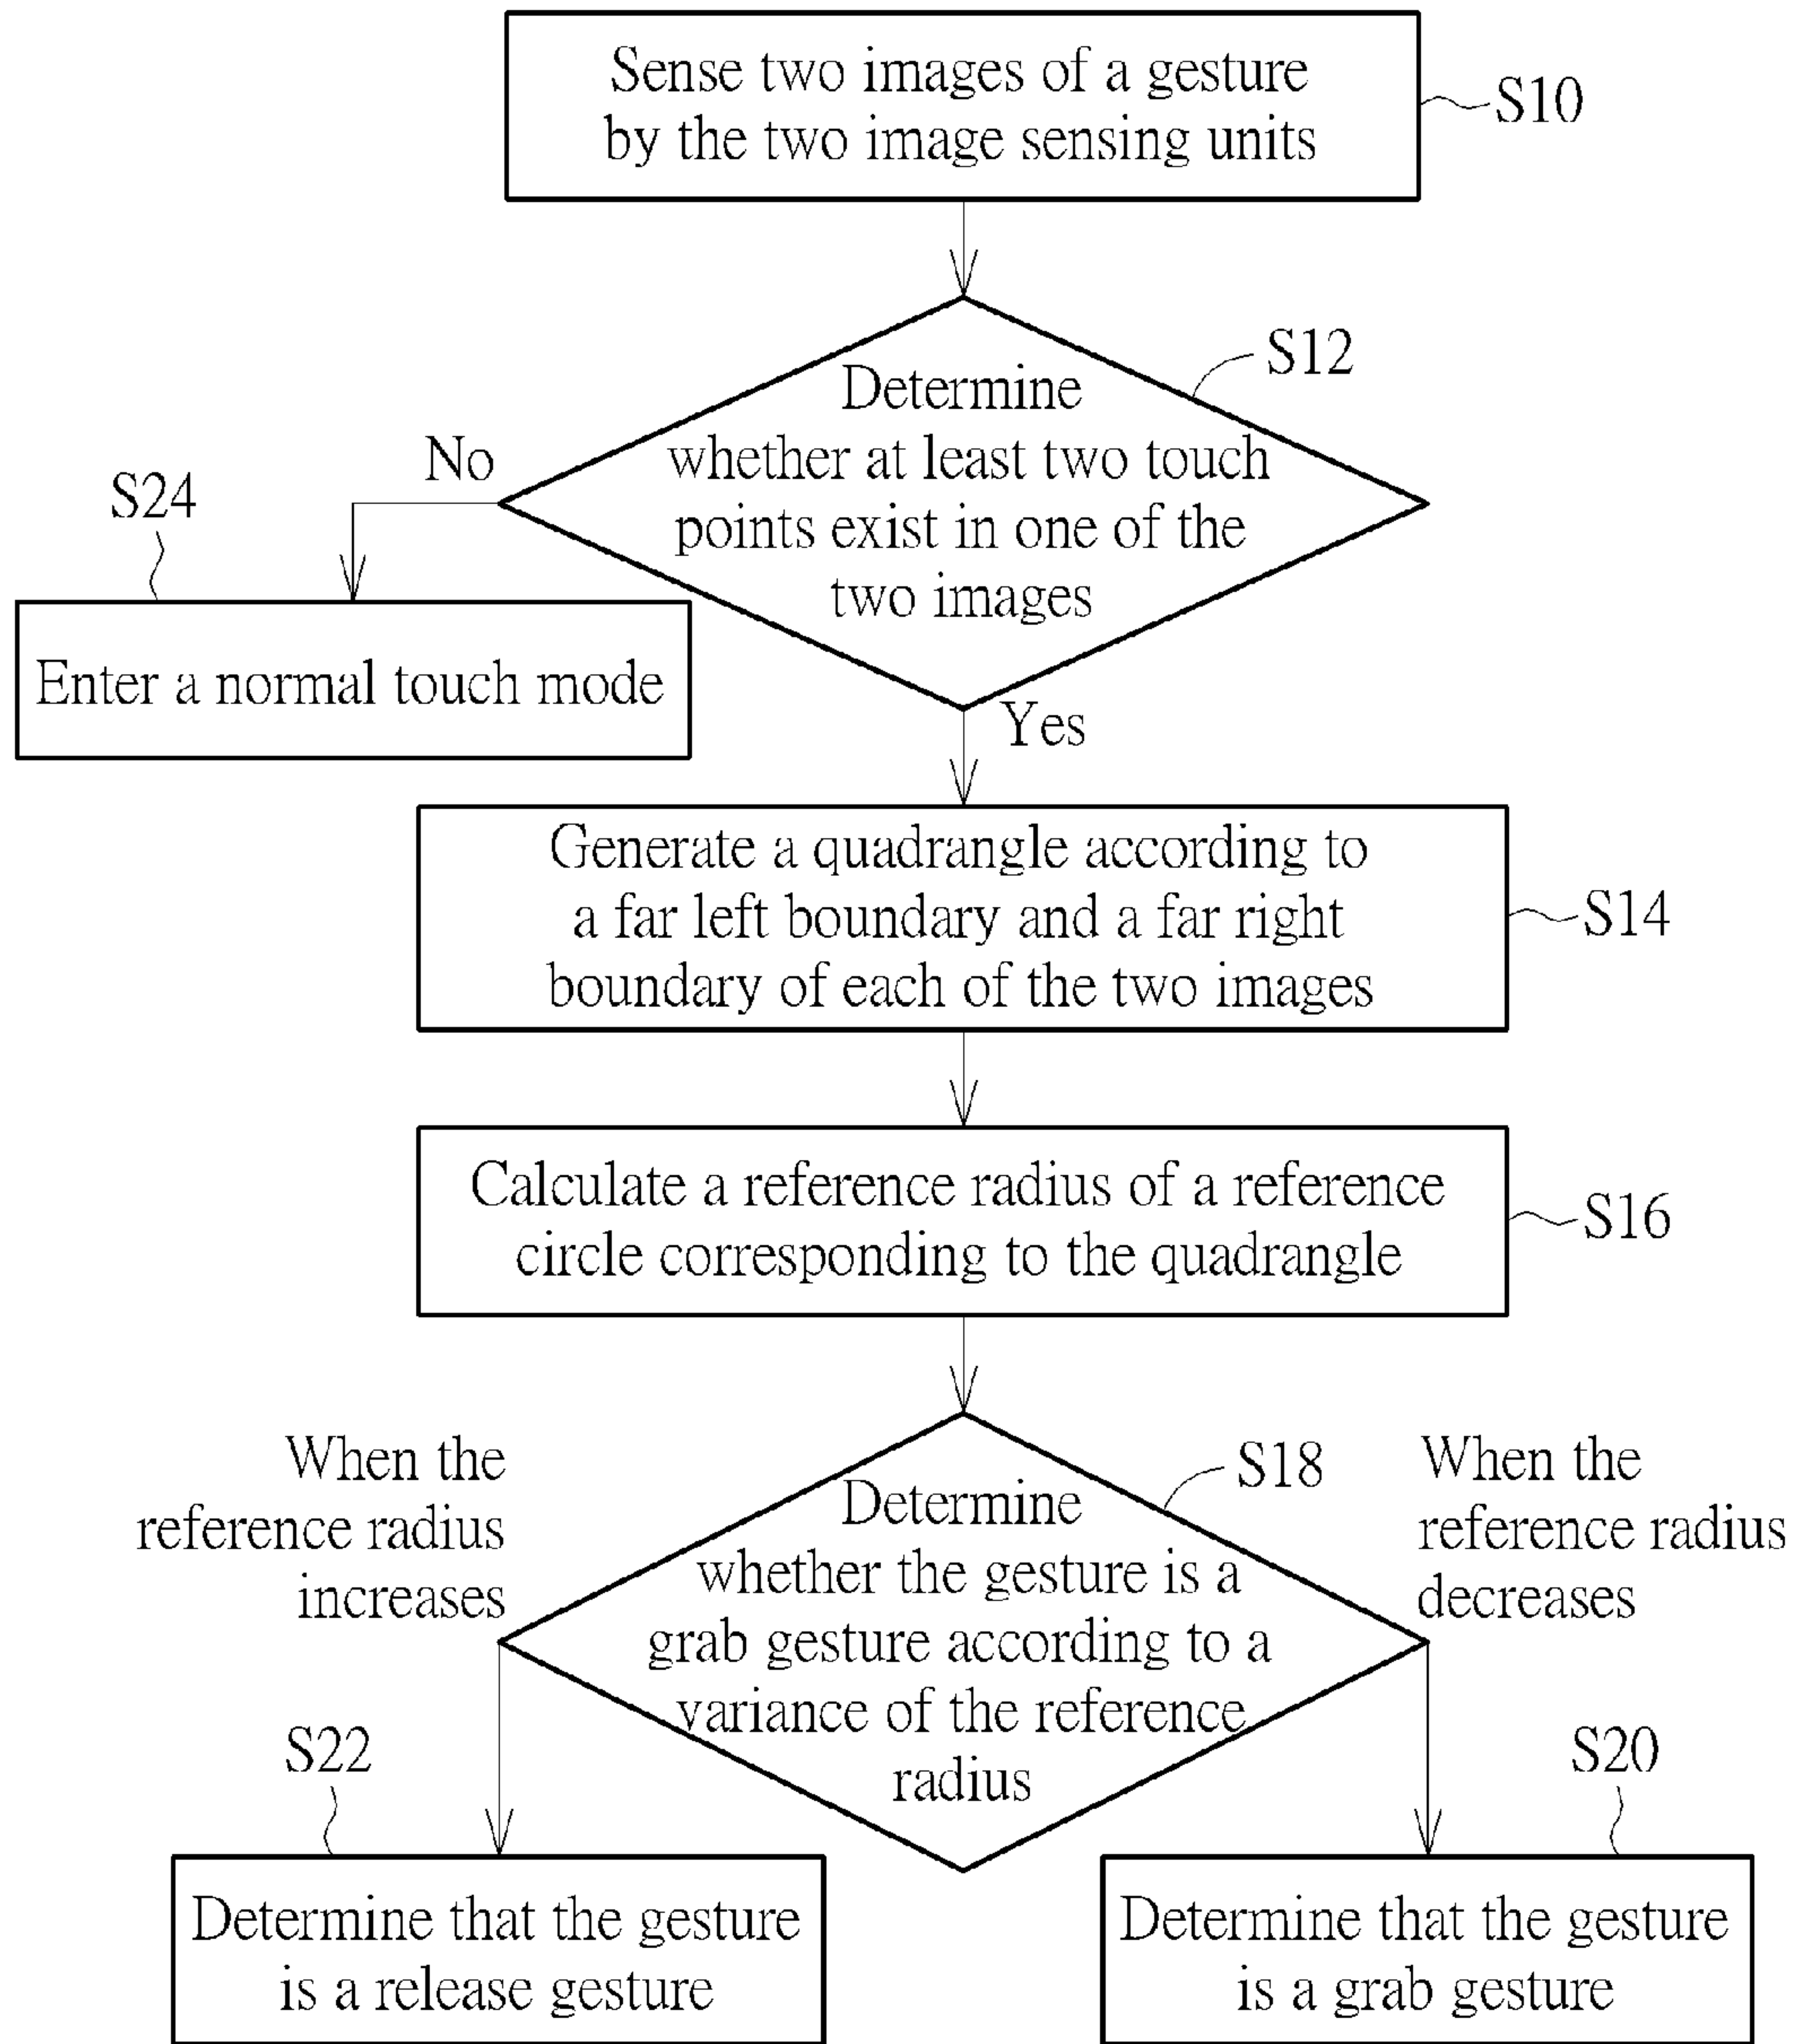 Sense two images of a gesture
by the two image sensing units
S10
S12
Determine
whether at least two touch
points exist in one of the
two images
No
S24
Enter a normal touch mode
Yes
Generate a quadrangle according to
a far left boundary and a far right
boundary of each of the two images
S14
Calculate a reference radius of a reference
circle corresponding to the quadrangle
S16
When the
reference radius
increases
S18
Determine
whether the gesture is a
grab gesture according to a
variance of the reference
radius
When the
reference radius
decreases
S22
Determine that the gesture
is a release gesture
S20
Determine that the gesture
is a grab gesture